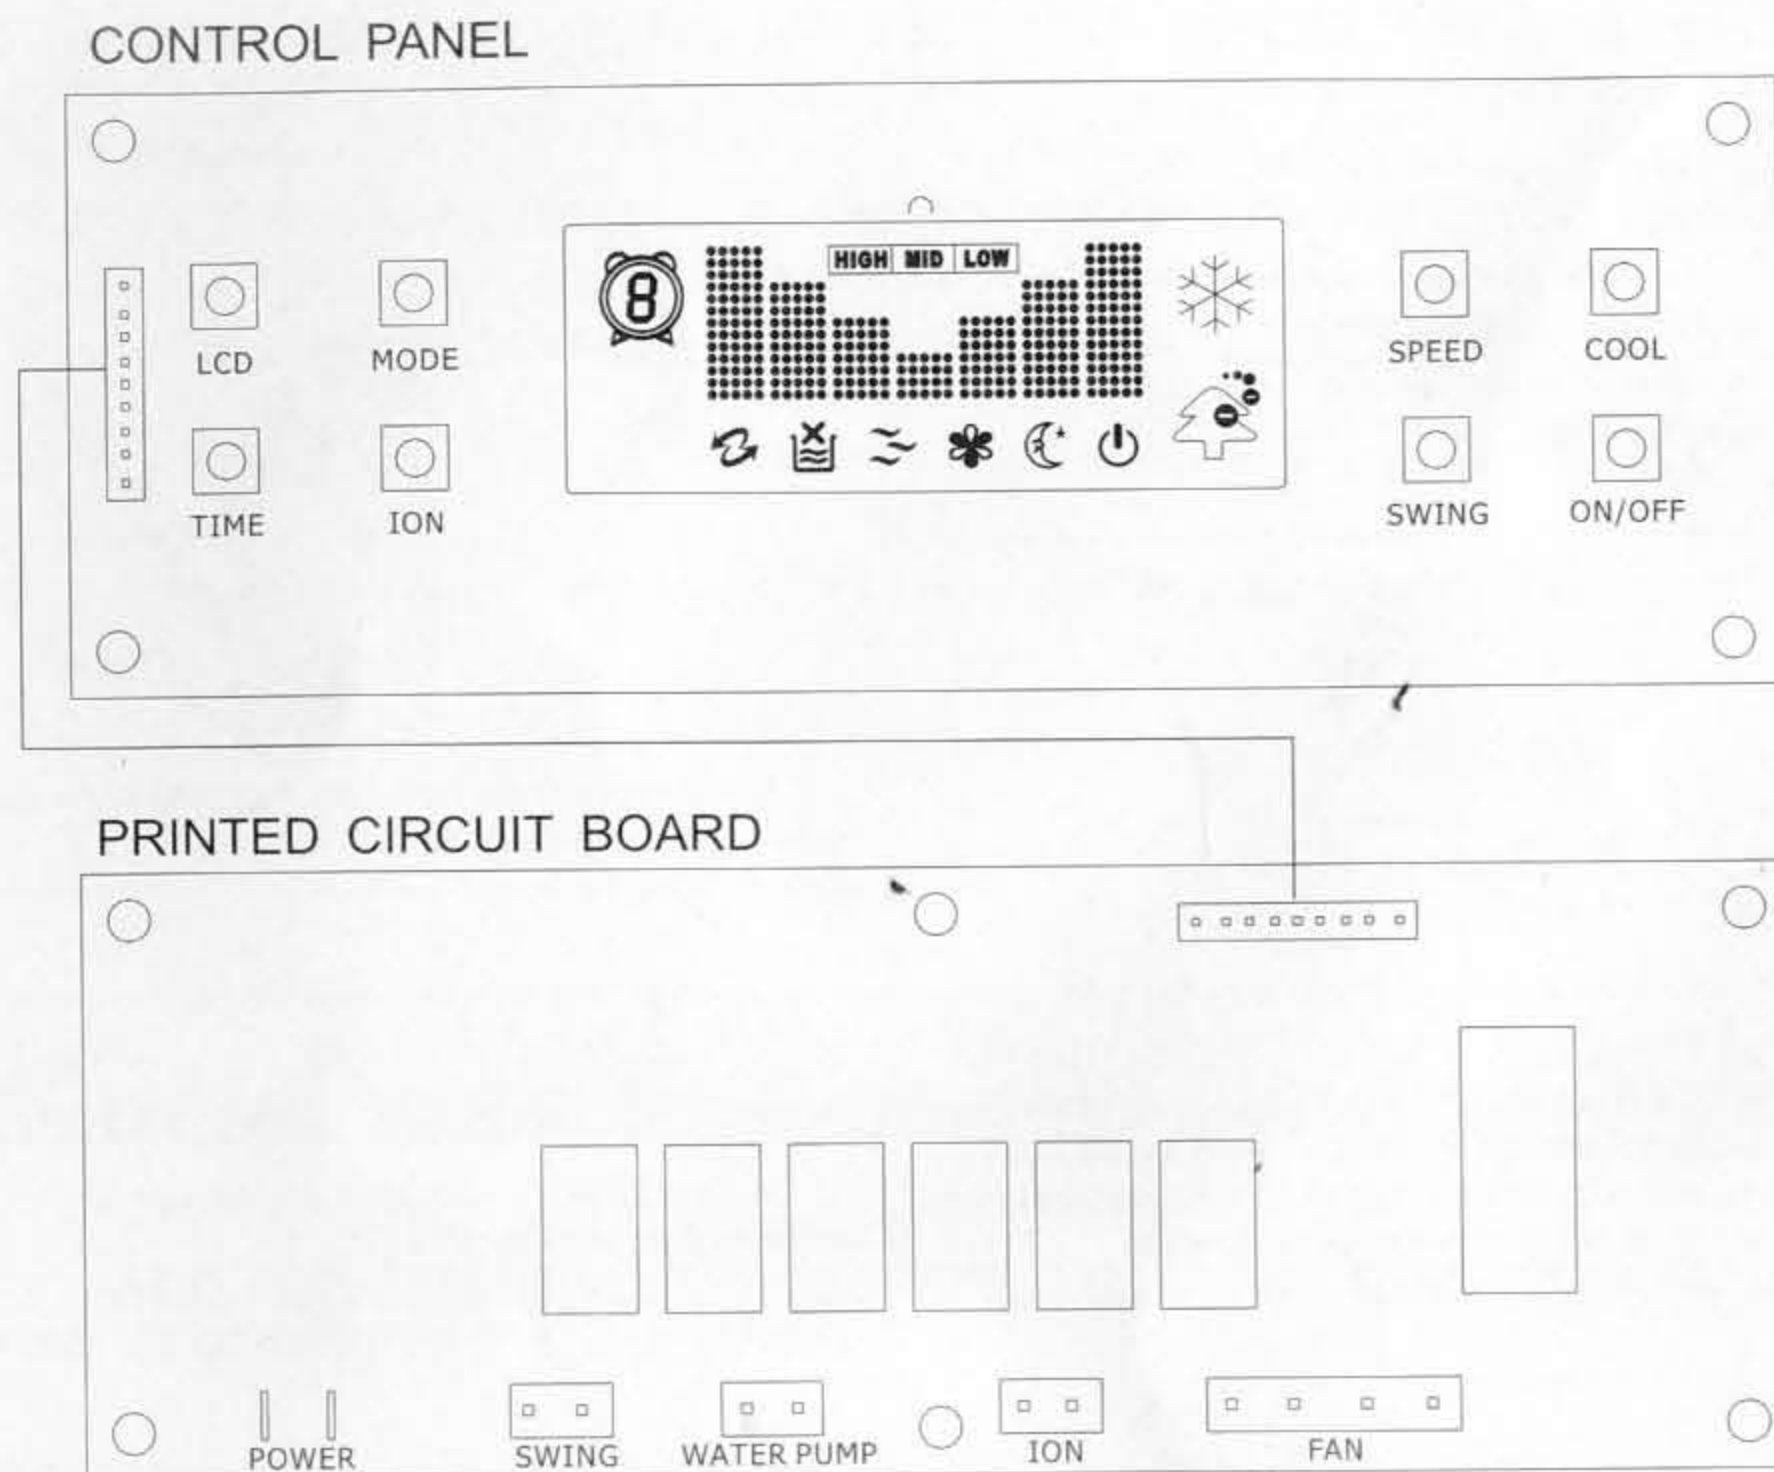 CONTROL PANEL
8
HIGH MID LOW
LCD MODE SPEED COOL
TIME ION SWING ON/OFF
PRINTED CIRCUIT BOARD
POWER SWING WATER PUMP ION FAN